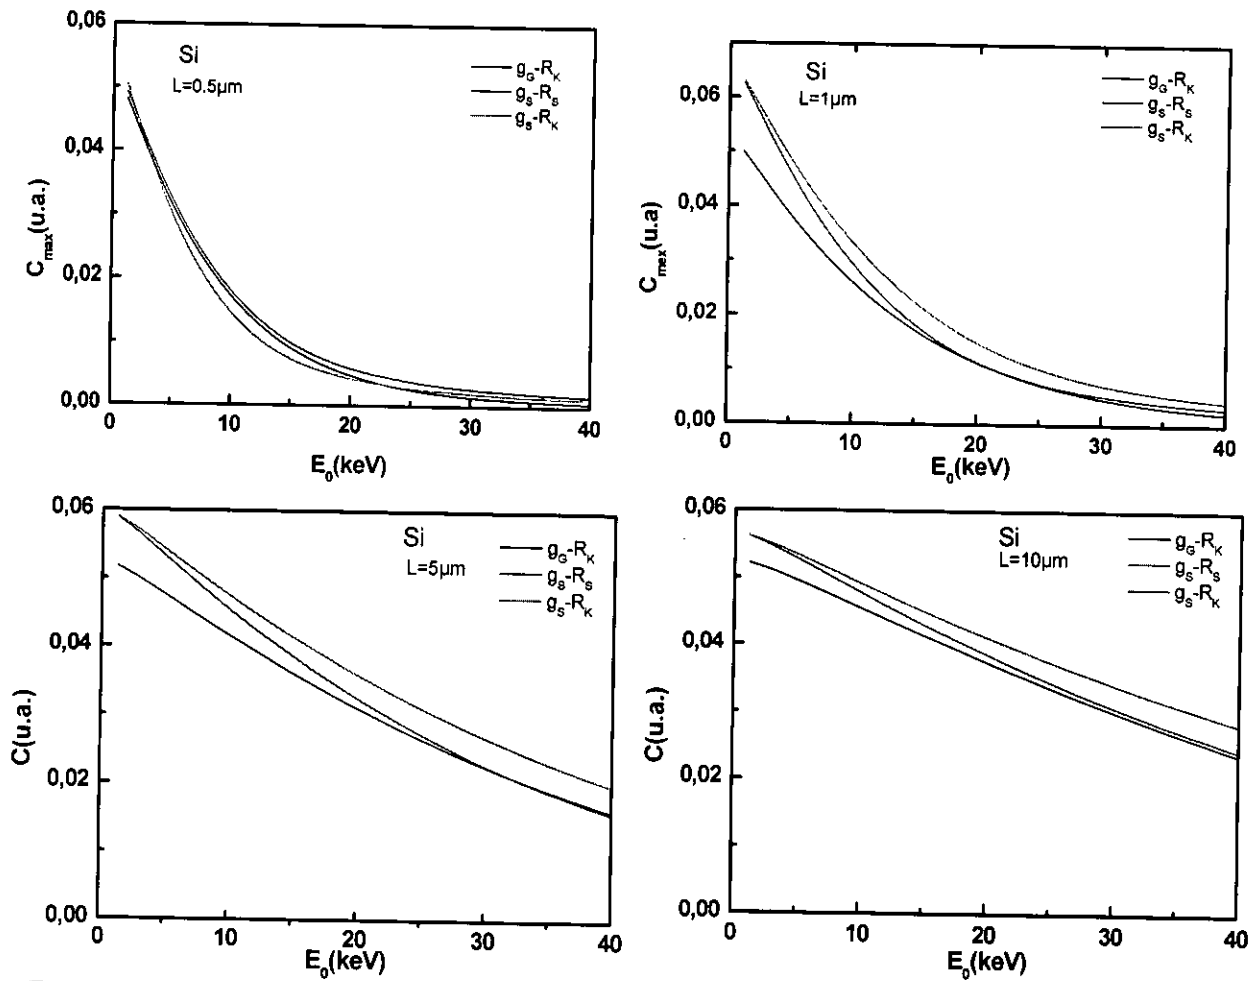 0,06
0,04
0,02
0,00
C_max(u.a.)
Si
L=0.5µm
g_G-R_K
g_S-R_S
g_S-R_K
0 10 20 30 40
E_0(keV)
0,06
0,04
0,02
0,00
C_max(u.a)
Si
L=1µm
g_G-R_K
g_S-R_S
g_S-R_K
0 10 20 30 40
E_0(keV)
0,06
0,04
0,02
0,00
C(u.a.)
Si
L=5µm
g_G-R_K
g_S-R_S
g_S-R_K
0 10 20 30 40
E_0(keV)
0,06
0,04
0,02
0,00
C(u.a.)
Si
L=10µm
g_G-R_K
g_S-R_S
g_S-R_K
0 10 20 30 40
E_0(keV)